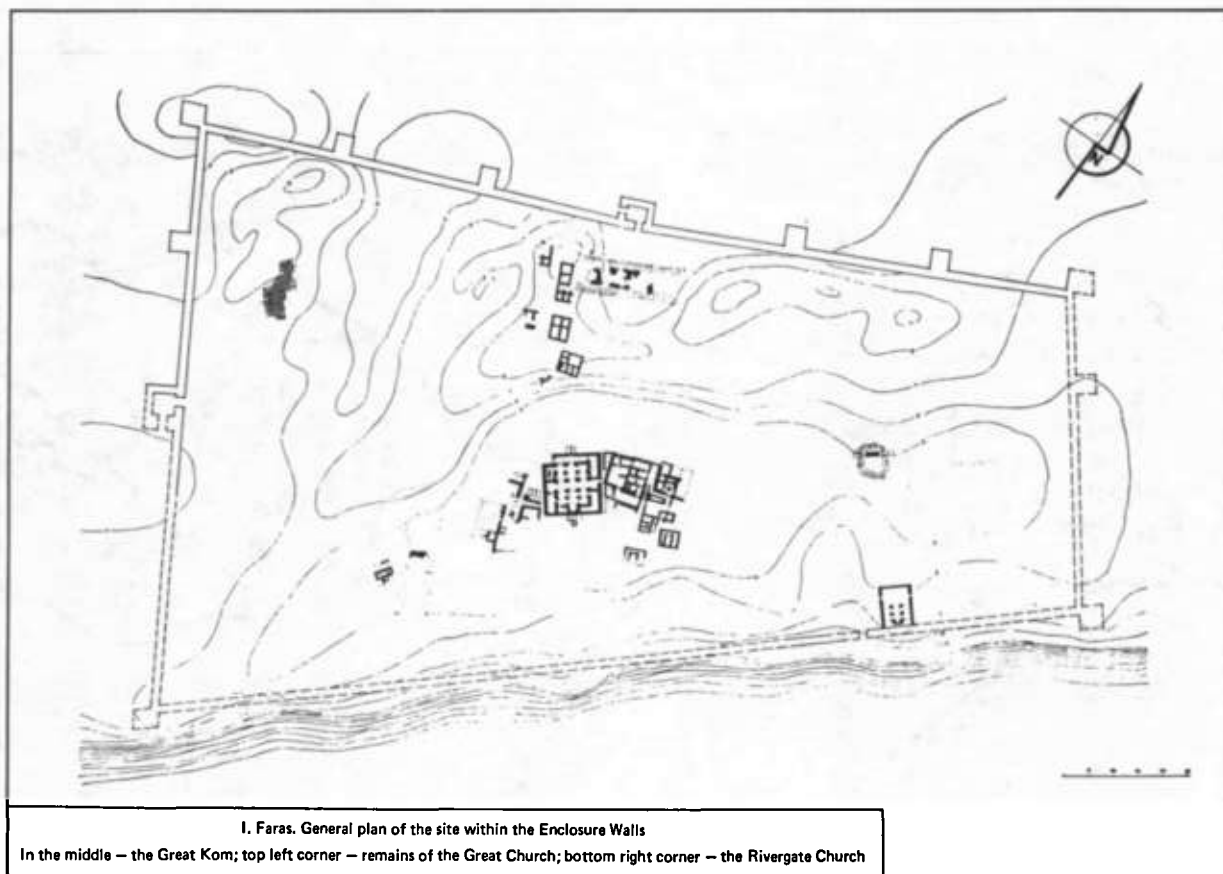 N
I. Faras. General plan of the site within the Enclosure Walls
In the middle – the Great Kom; top left corner – remains of the Great Church; bottom right corner – the Rivergate Church